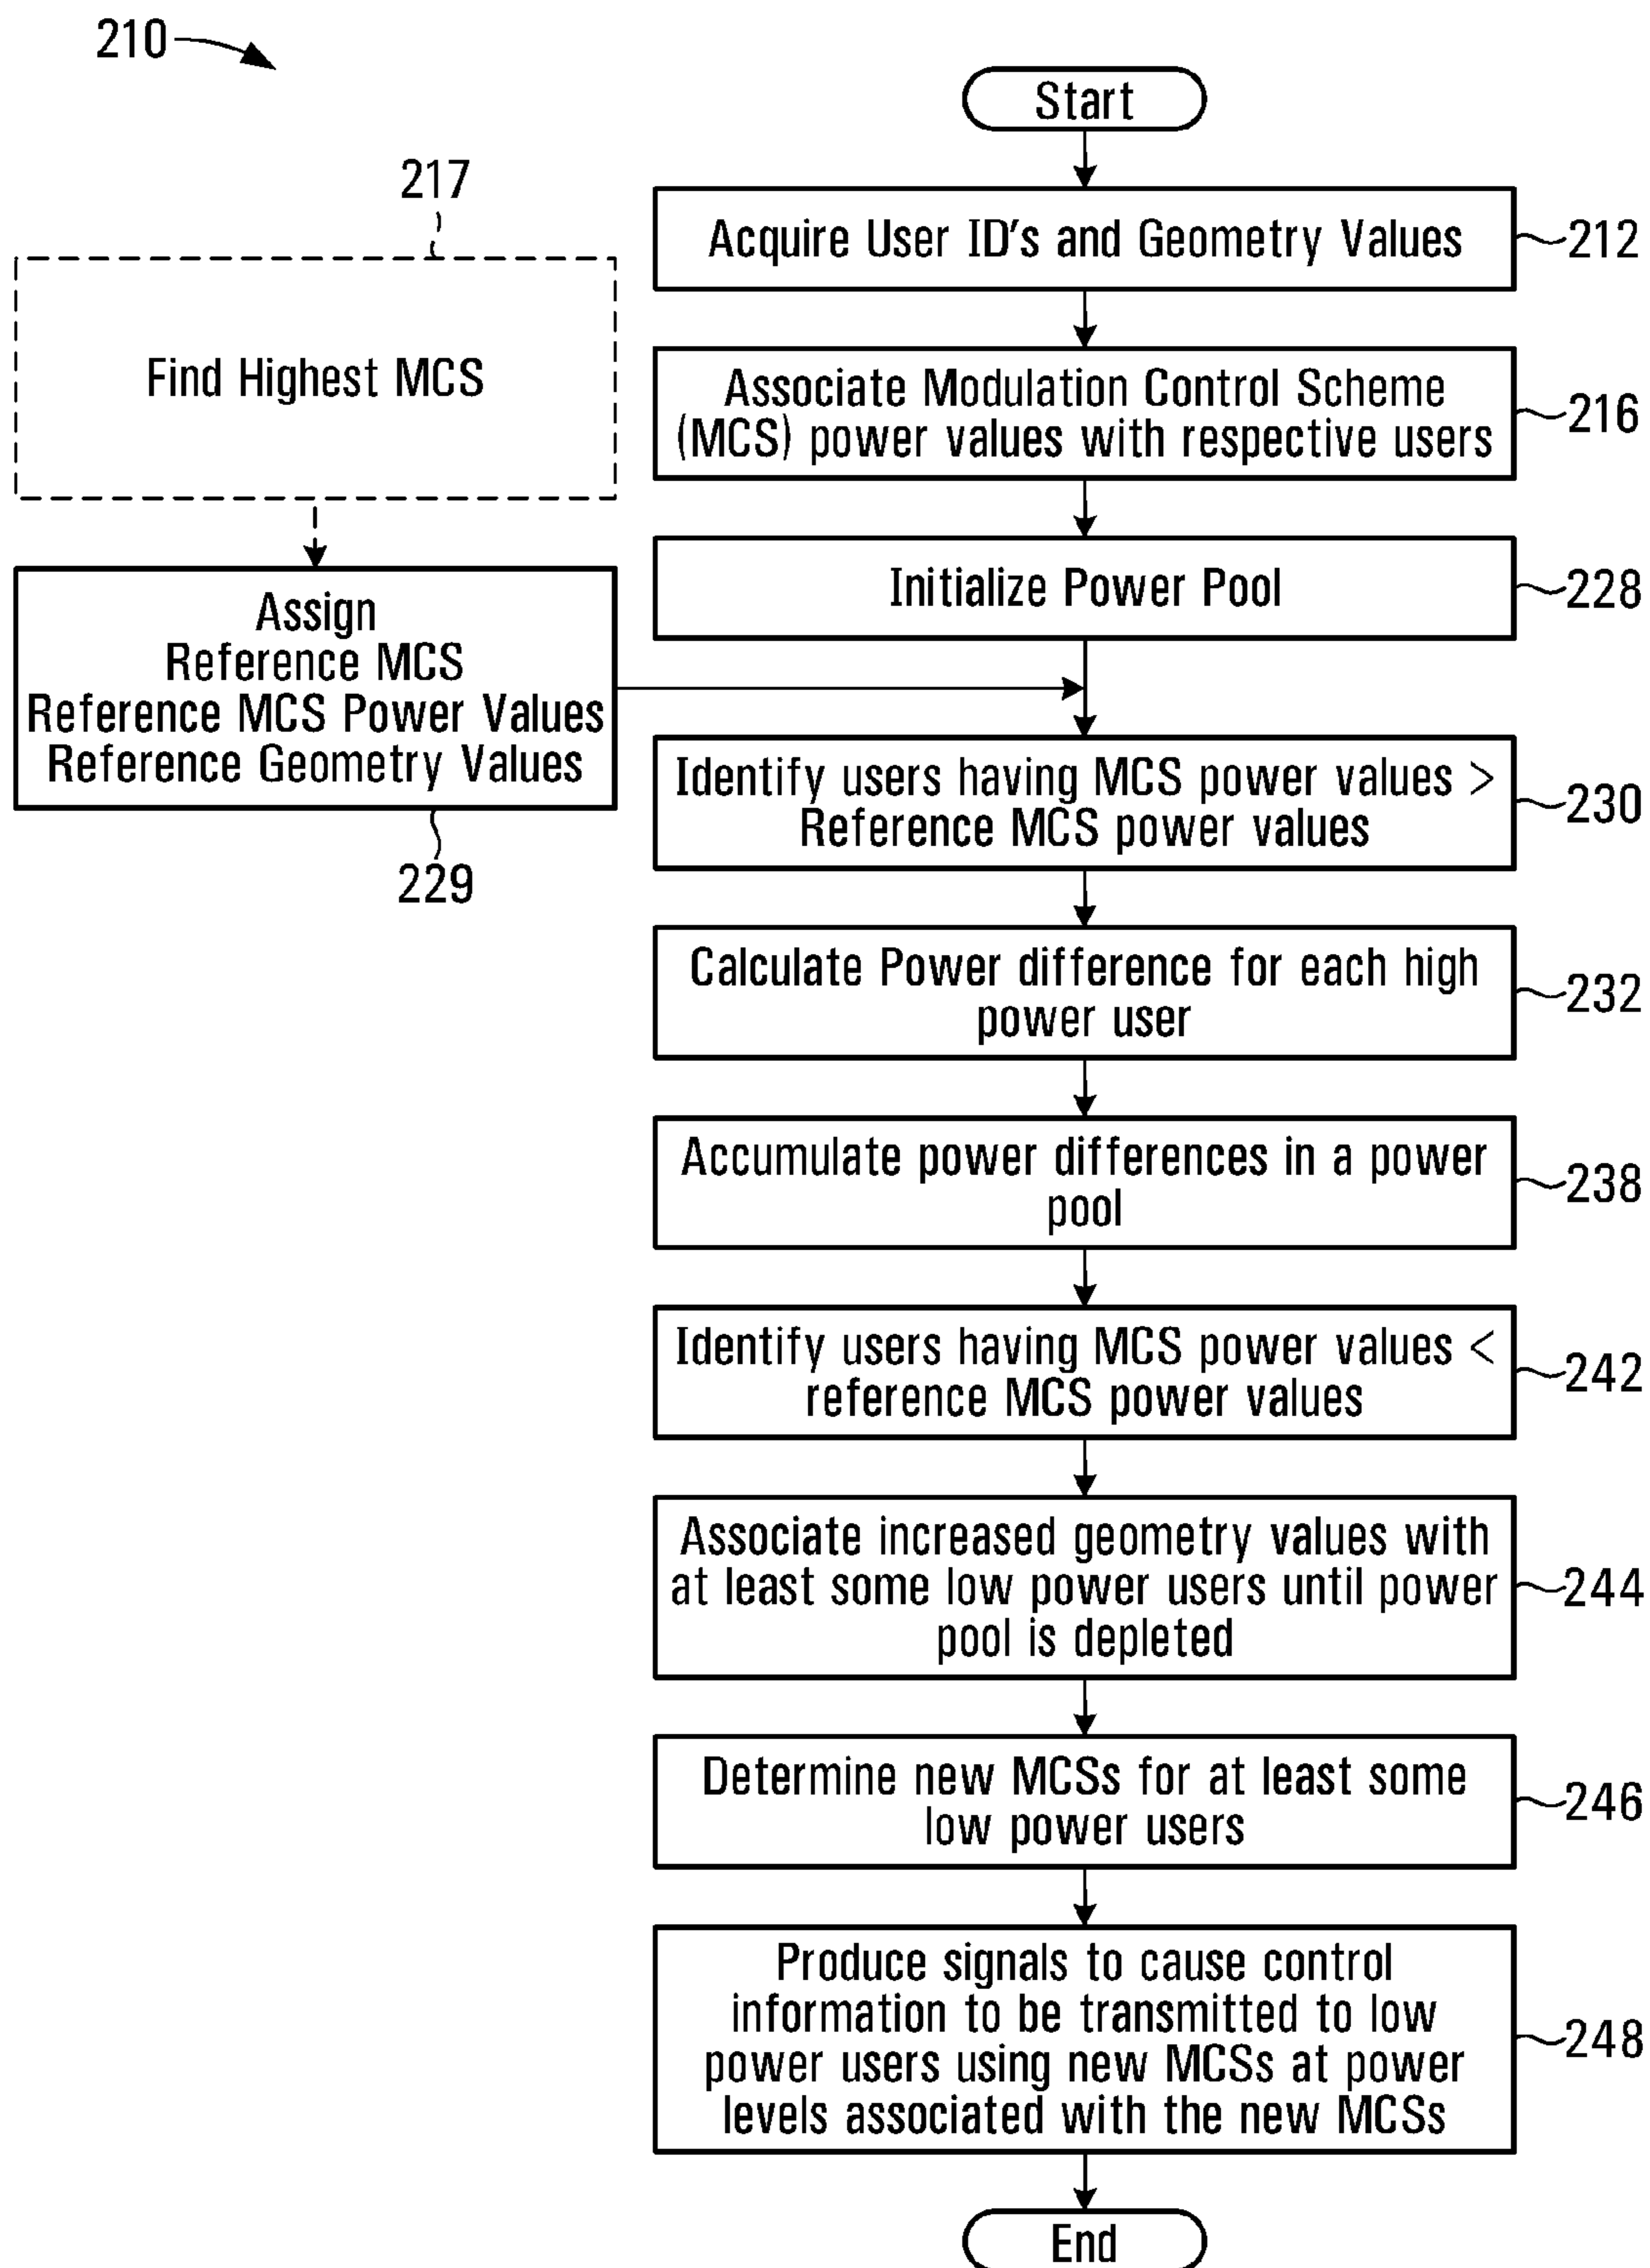 210
Start
217
Acquire User ID's and Geometry Values
212
Find Highest MCS
Associate Modulation Control Scheme
(MCS) power values with respective users
216
Initialize Power Pool
228
Assign
Reference MCS
Reference MCS Power Values
Reference Geometry Values
229
Identify users having MCS power values >
Reference MCS power values
230
Calculate Power difference for each high
power user
232
Accumulate power differences in a power
pool
238
Identify users having MCS power values <
reference MCS power values
242
Associate increased geometry values with
at least some low power users until power
pool is depleted
244
Determine new MCSs for at least some
low power users
246
Produce signals to cause control
information to be transmitted to low
power users using new MCSs at power
levels associated with the new MCSs
248
End